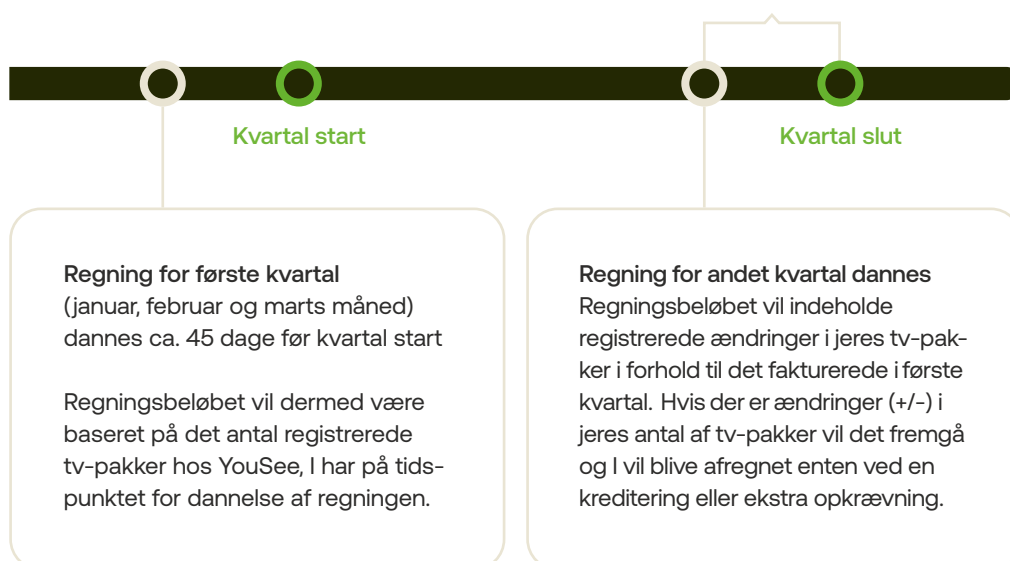 Kvartal start
Kvartal slut
Regning for første kvartal
(januar, februar og marts måned)
dannes ca. 45 dage før kvartal start
Regningsbeløbet vil dermed være
baseret på det antal registrerede
tv-pakker hos YouSee, I har på tids-
punktet for dannelse af regningen.
Regning for andet kvartal dannes
Regningsbeløbet vil indeholde
registrerede ændringer i jeres tv-pak-
ker i forhold til det fakturerede i første
kvartal. Hvis der er ændringer (+/-) i
jeres antal af tv-pakker vil det fremgå
og I vil blive afregnet enten ved en
kreditering eller ekstra opkrævning.